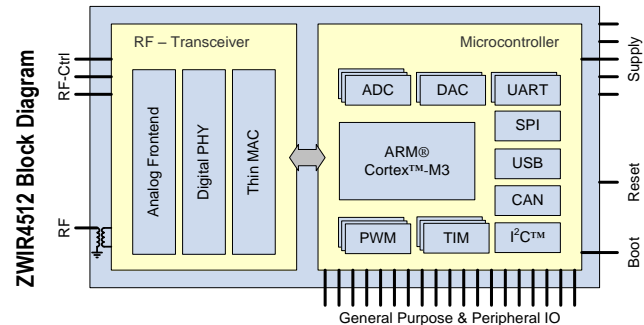 ZWIR4512 Block Diagram
RF – Transceiver
Microcontroller
RF-Ctrl
RF
Analog Frontend
Digital PHY
Thin MAC
ADC
DAC
UART
SPI
ARM®
Cortex™-M3
USB
CAN
PWM
TIM
I²C™
Supply
Reset
Boot
General Purpose & Peripheral IO